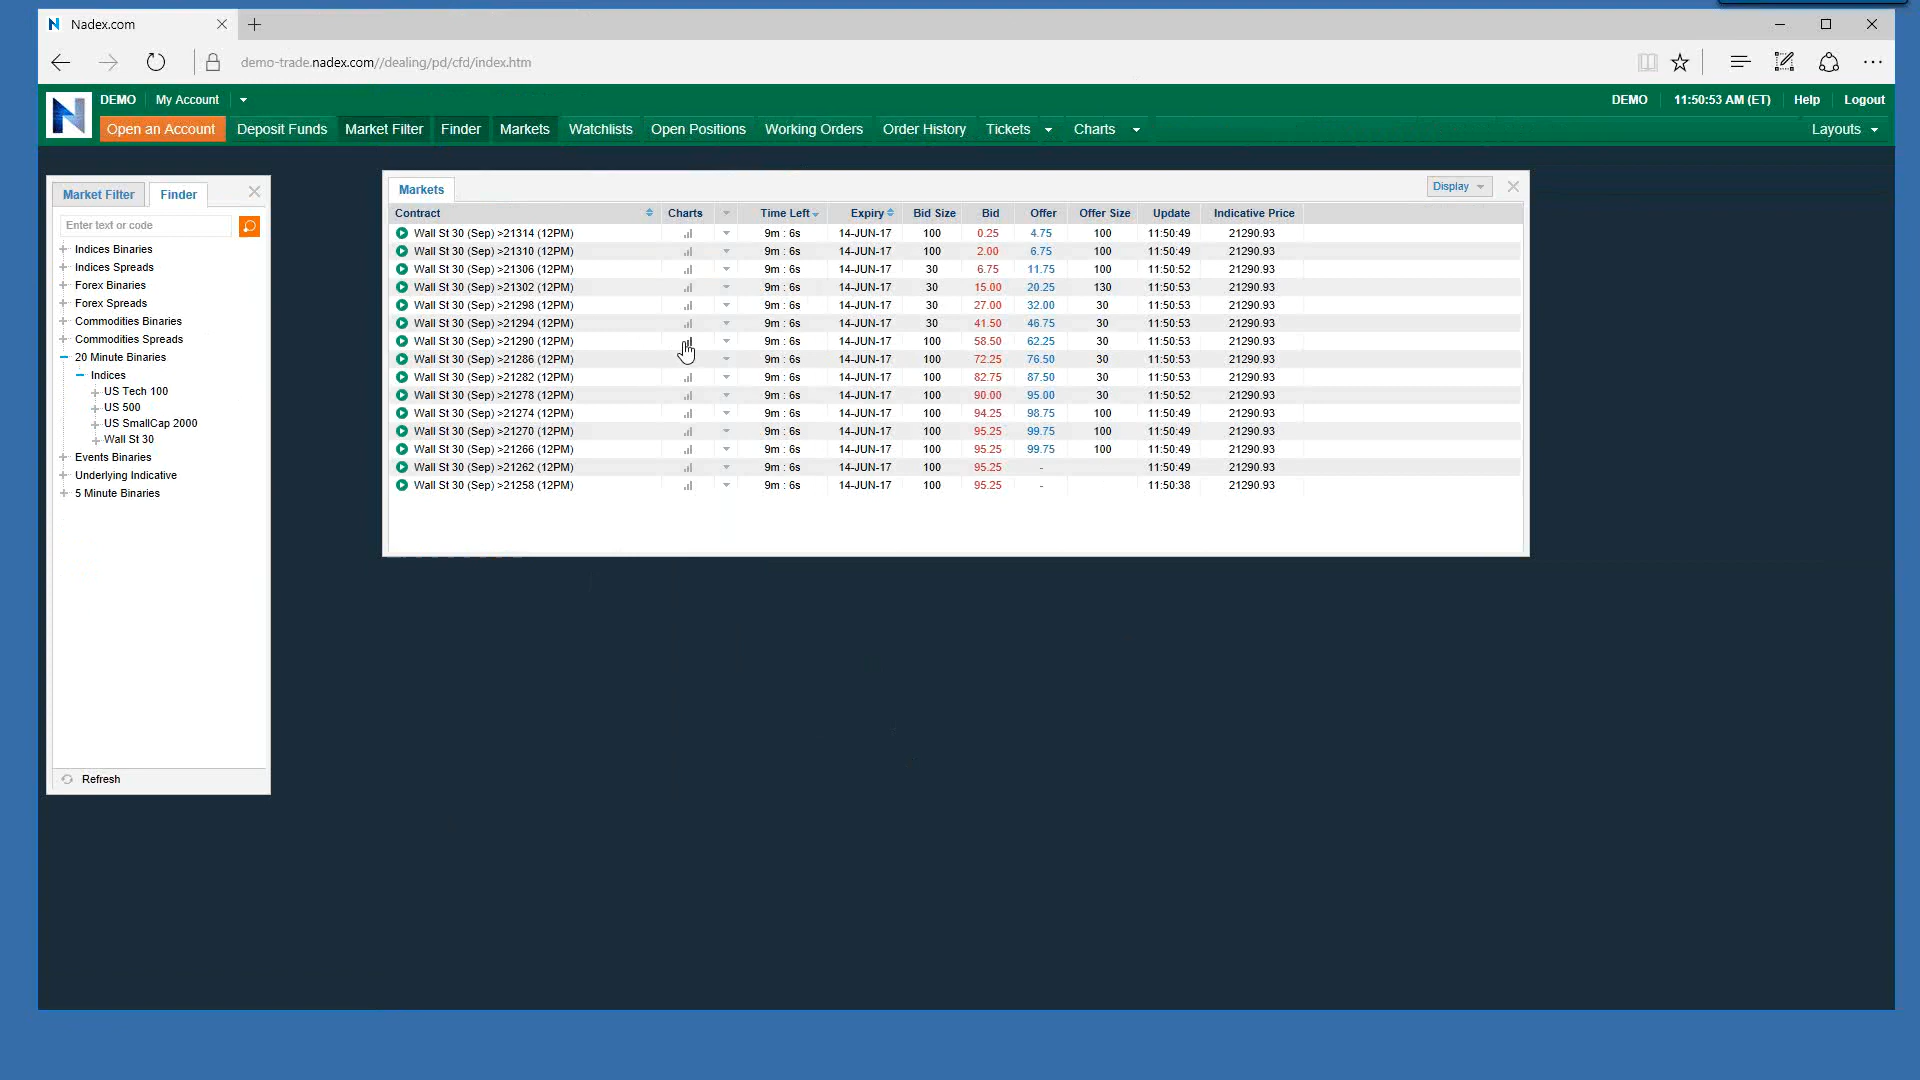 Nadex.com
demo-trade.nadex.com//dealing/pd/cfd/index.htm
DEMO My Account DEMO 11:50:53 AM (ET) Help Logout
Open an Account Deposit Funds Market Filter Finder Markets Watchlists Open Positions Working Orders Order History Tickets Charts Layouts
Market Filter Finder
Enter text or code
Indices Binaries
Indices Spreads
Forex Binaries
Forex Spreads
Commodities Binaries
Commodities Spreads
20 Minute Binaries
Indices
US Tech 100
US 500
US SmallCap 2000
Wall St 30
Events Binaries
Underlying Indicative
5 Minute Binaries
Refresh
Markets Display
Contract Charts Time Left Expiry Bid Size Bid Offer Offer Size Update Indicative Price
Wall St 30 (Sep) >21314 (12PM) 9m : 6s 14-JUN-17 100 0.25 4.75 100 11:50:49 21290.93
Wall St 30 (Sep) >21310 (12PM) 9m : 6s 14-JUN-17 100 2.00 6.75 100 11:50:49 21290.93
Wall St 30 (Sep) >21306 (12PM) 9m : 6s 14-JUN-17 30 6.75 11.75 100 11:50:52 21290.93
Wall St 30 (Sep) >21302 (12PM) 9m : 6s 14-JUN-17 30 15.00 20.25 130 11:50:53 21290.93
Wall St 30 (Sep) >21298 (12PM) 9m : 6s 14-JUN-17 30 27.00 32.00 30 11:50:53 21290.93
Wall St 30 (Sep) >21294 (12PM) 9m : 6s 14-JUN-17 30 41.50 46.75 30 11:50:53 21290.93
Wall St 30 (Sep) >21290 (12PM) 9m : 6s 14-JUN-17 100 58.50 62.25 30 11:50:53 21290.93
Wall St 30 (Sep) >21286 (12PM) 9m : 6s 14-JUN-17 100 72.25 76.50 30 11:50:53 21290.93
Wall St 30 (Sep) >21282 (12PM) 9m : 6s 14-JUN-17 100 82.75 87.50 30 11:50:53 21290.93
Wall St 30 (Sep) >21278 (12PM) 9m : 6s 14-JUN-17 100 90.00 95.00 30 11:50:52 21290.93
Wall St 30 (Sep) >21274 (12PM) 9m : 6s 14-JUN-17 100 94.25 98.75 100 11:50:49 21290.93
Wall St 30 (Sep) >21270 (12PM) 9m : 6s 14-JUN-17 100 95.25 99.75 100 11:50:49 21290.93
Wall St 30 (Sep) >21266 (12PM) 9m : 6s 14-JUN-17 100 95.25 99.75 100 11:50:49 21290.93
Wall St 30 (Sep) >21262 (12PM) 9m : 6s 14-JUN-17 100 95.25 - 11:50:49 21290.93
Wall St 30 (Sep) >21258 (12PM) 9m : 6s 14-JUN-17 100 95.25 - 11:50:38 21290.93